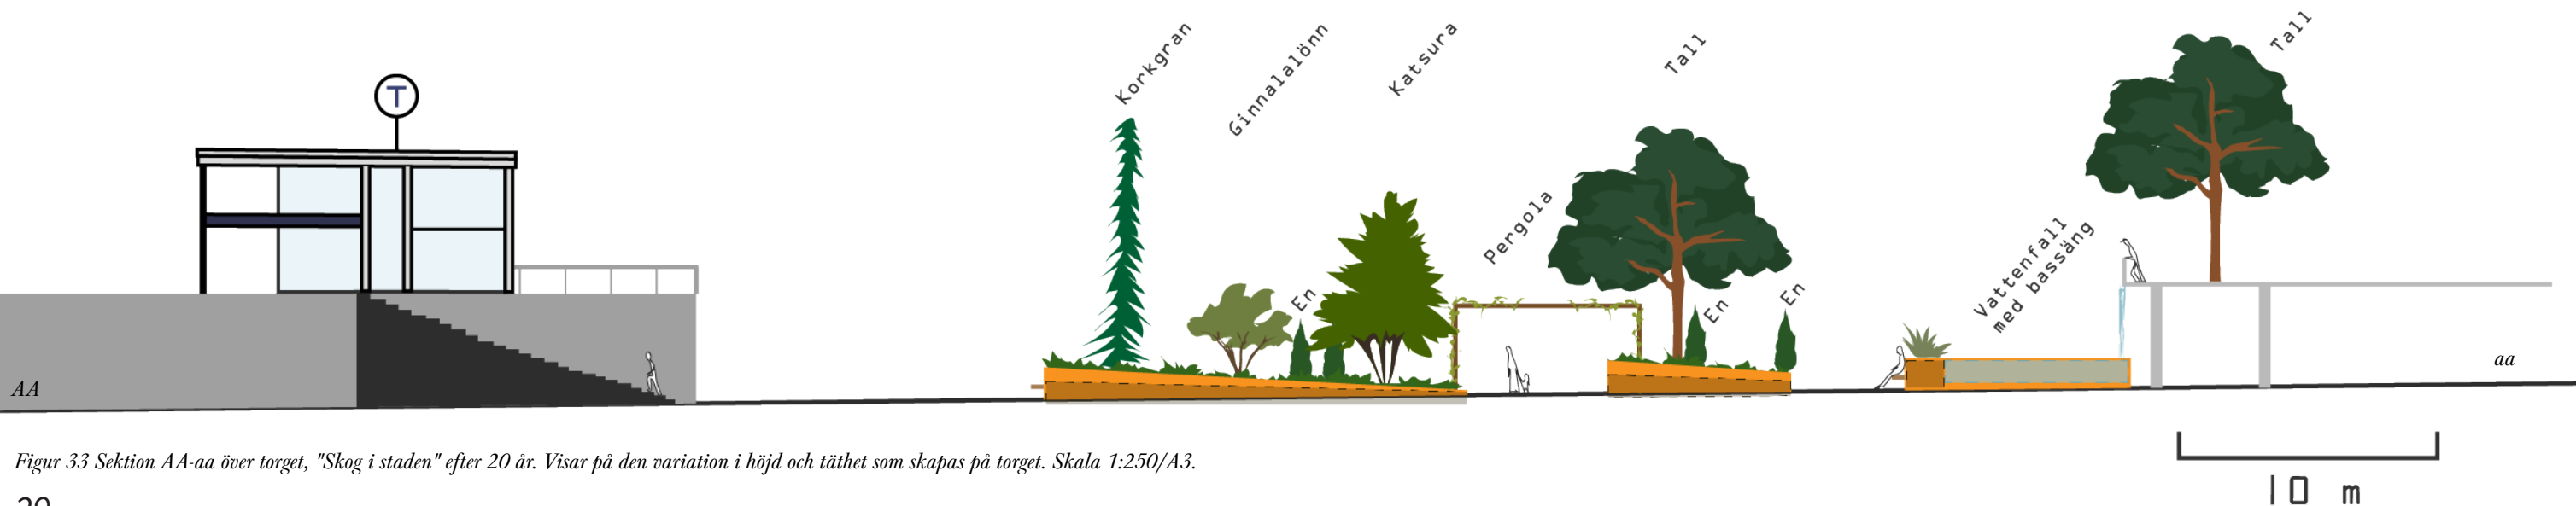 T
Korkgran
Ginnalalönn
Katsura
Tall
Tall
Pergola
En
En
En
Vattenfall
med bassäng
AA
aa
Figur 33 Sektion AA-aa över torget, "Skog i staden" efter 20 år. Visar på den variation i höjd och täthet som skapas på torget. Skala 1:250/A3.
10 m